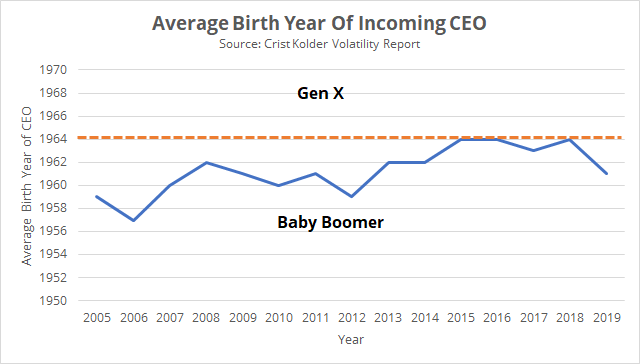 Average Birth Year Of Incoming CEO
Source: Crist Kolder Volatility Report
1970
1968
1966
1964
1962
1960
1958
1956
1954
1952
1950
Average Birth Year of CEO
Gen X
Baby Boomer
2005 2006 2007 2008 2009 2010 2011 2012 2013 2014 2015 2016 2017 2018 2019
Year